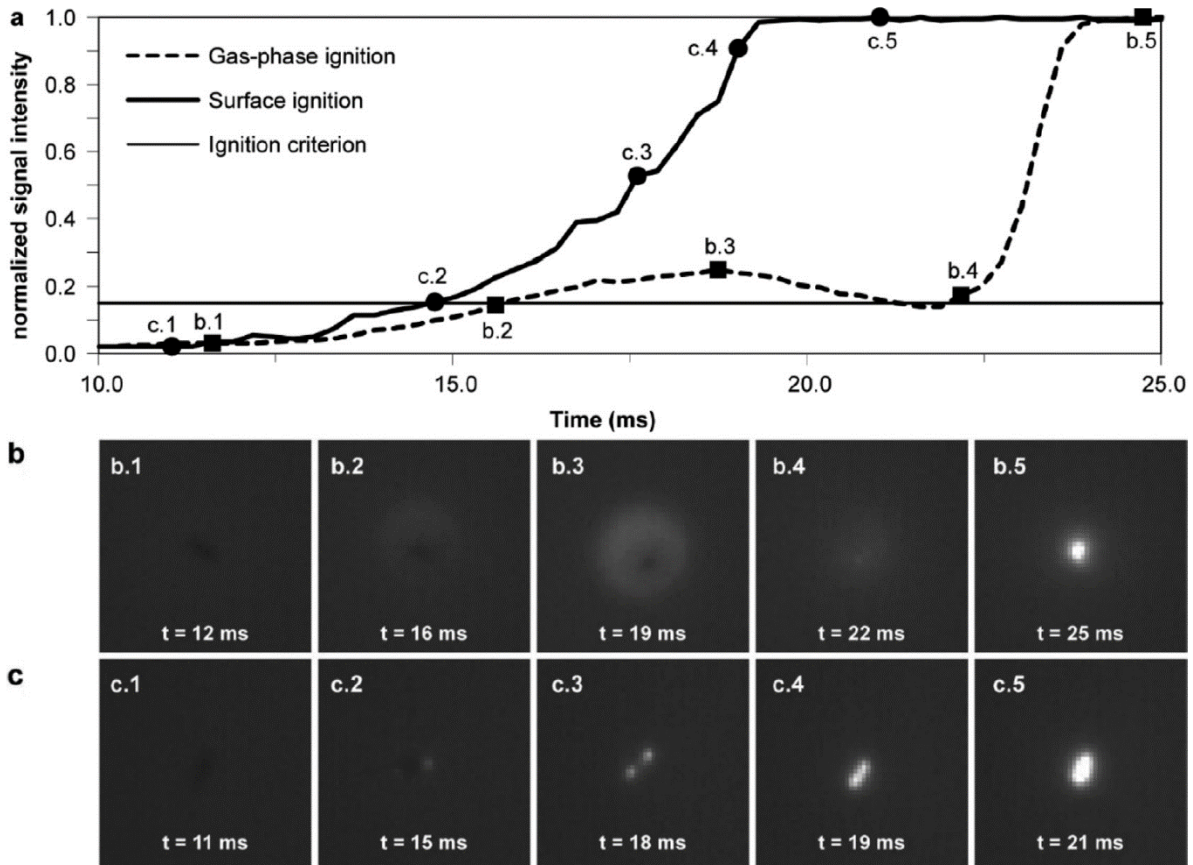 a
normalized signal intensity
1.0
0.8
0.6
0.4
0.2
0.0
Gas-phase ignition
Surface ignition
Ignition criterion
c.1
b.1
c.2
b.2
c.3
b.3
c.4
c.5
b.4
b.5
10.0 15.0 20.0 25.0
Time (ms)
b
b.1 b.2 b.3 b.4 b.5
t = 12 ms t = 16 ms t = 19 ms t = 22 ms t = 25 ms
c
c.1 c.2 c.3 c.4 c.5
t = 11 ms t = 15 ms t = 18 ms t = 19 ms t = 21 ms